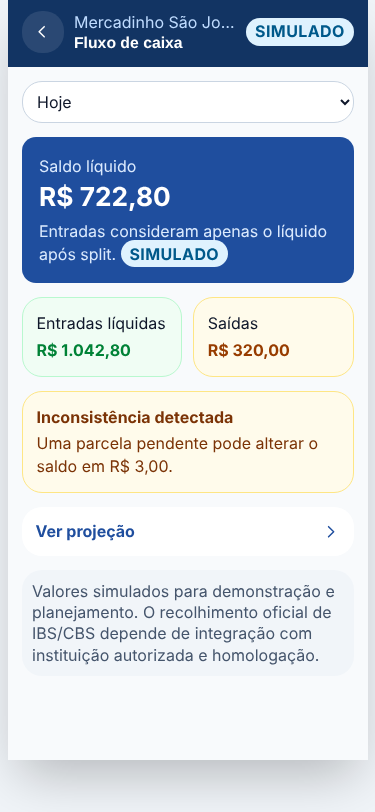 Mercadinho São Jo...
Fluxo de caixa
SIMULADO
Hoje
Saldo líquido
R$ 722,80
Entradas consideram apenas o líquido
após split. SIMULADO
Entradas líquidas
R$ 1.042,80
Saídas
R$ 320,00
Inconsistência detectada
Uma parcela pendente pode alterar o
saldo em R$ 3,00.
Ver projeção
Valores simulados para demonstração e
planejamento. O recolhimento oficial de
IBS/CBS depende de integração com
instituição autorizada e homologação.